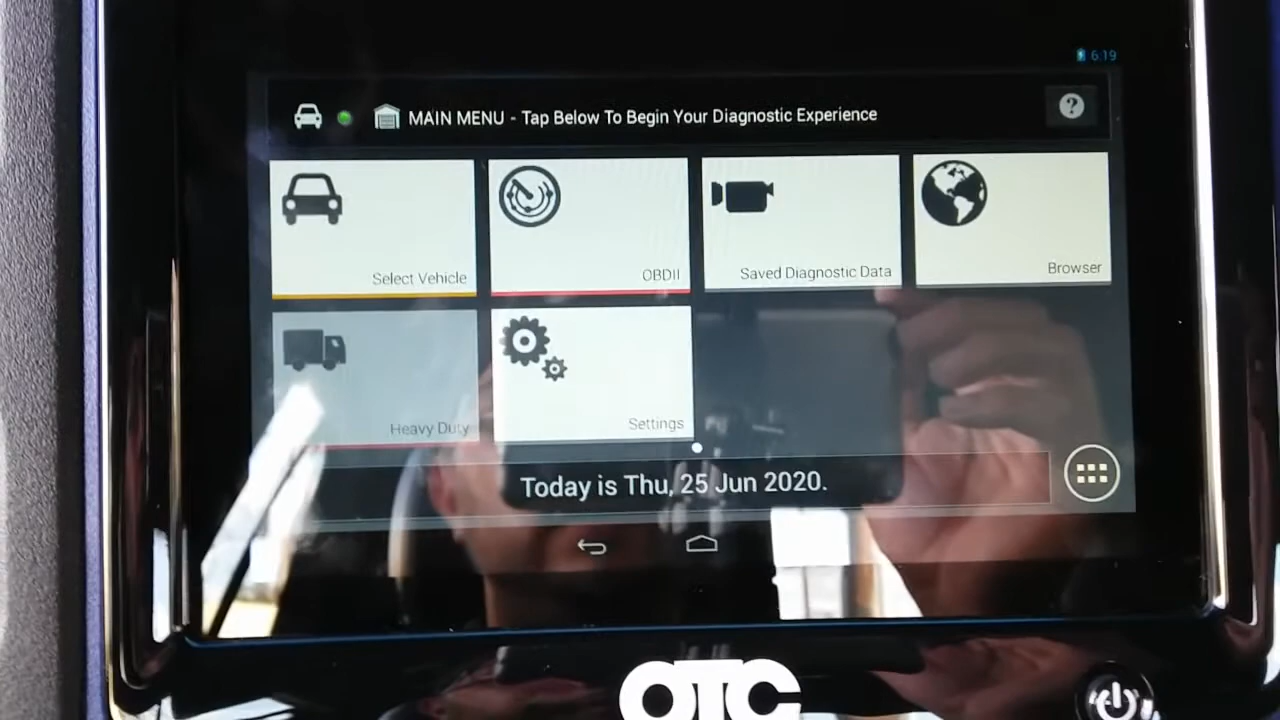 6:19
MAIN MENU - Tap Below To Begin Your Diagnostic Experience
?
Select Vehicle
OBDII
Saved Diagnostic Data
Browser
Heavy Duty
Settings
Today is Thu, 25 Jun 2020.
OTC